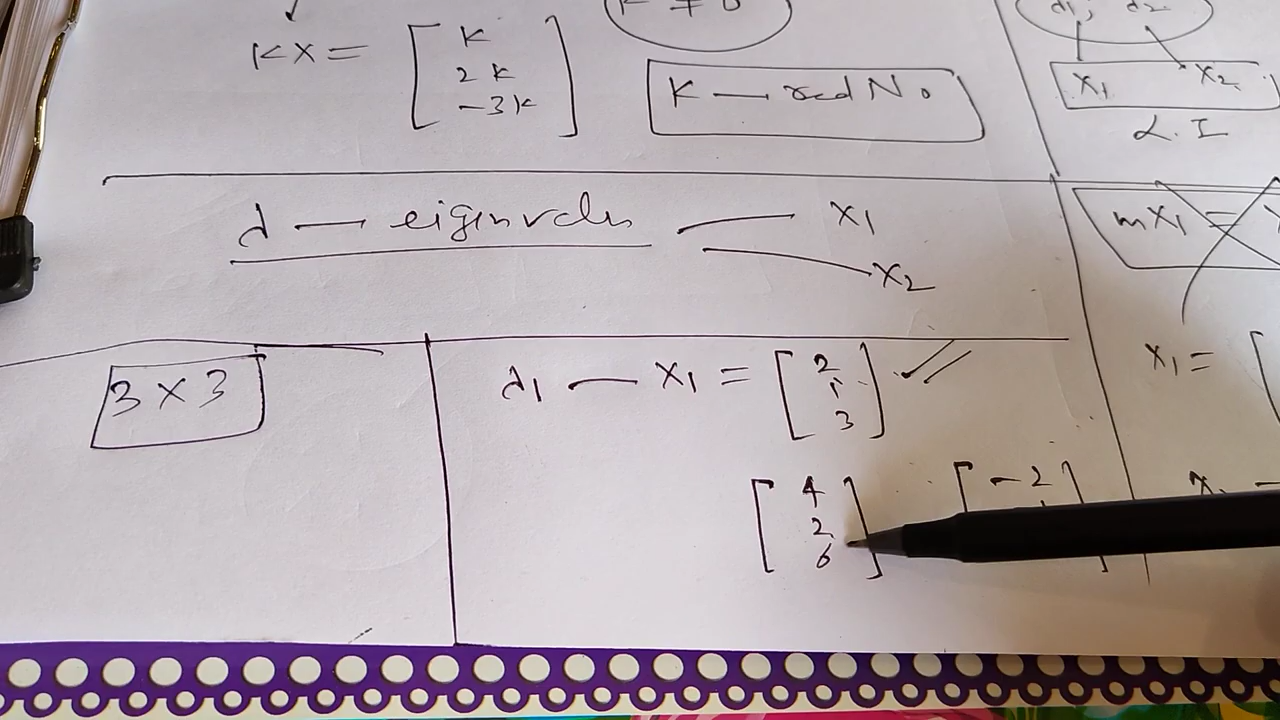 K ≠ 0
λ1, λ2
KX = [ K 2K -3K ]
K — real No
X1 X2
L.I
λ — eigenvalue X1
X2
mX1 =
3 X 3
λ1 — X1 = [ 2 1 3 ]
X1 = [
[ 4 2 6 ] [ -2